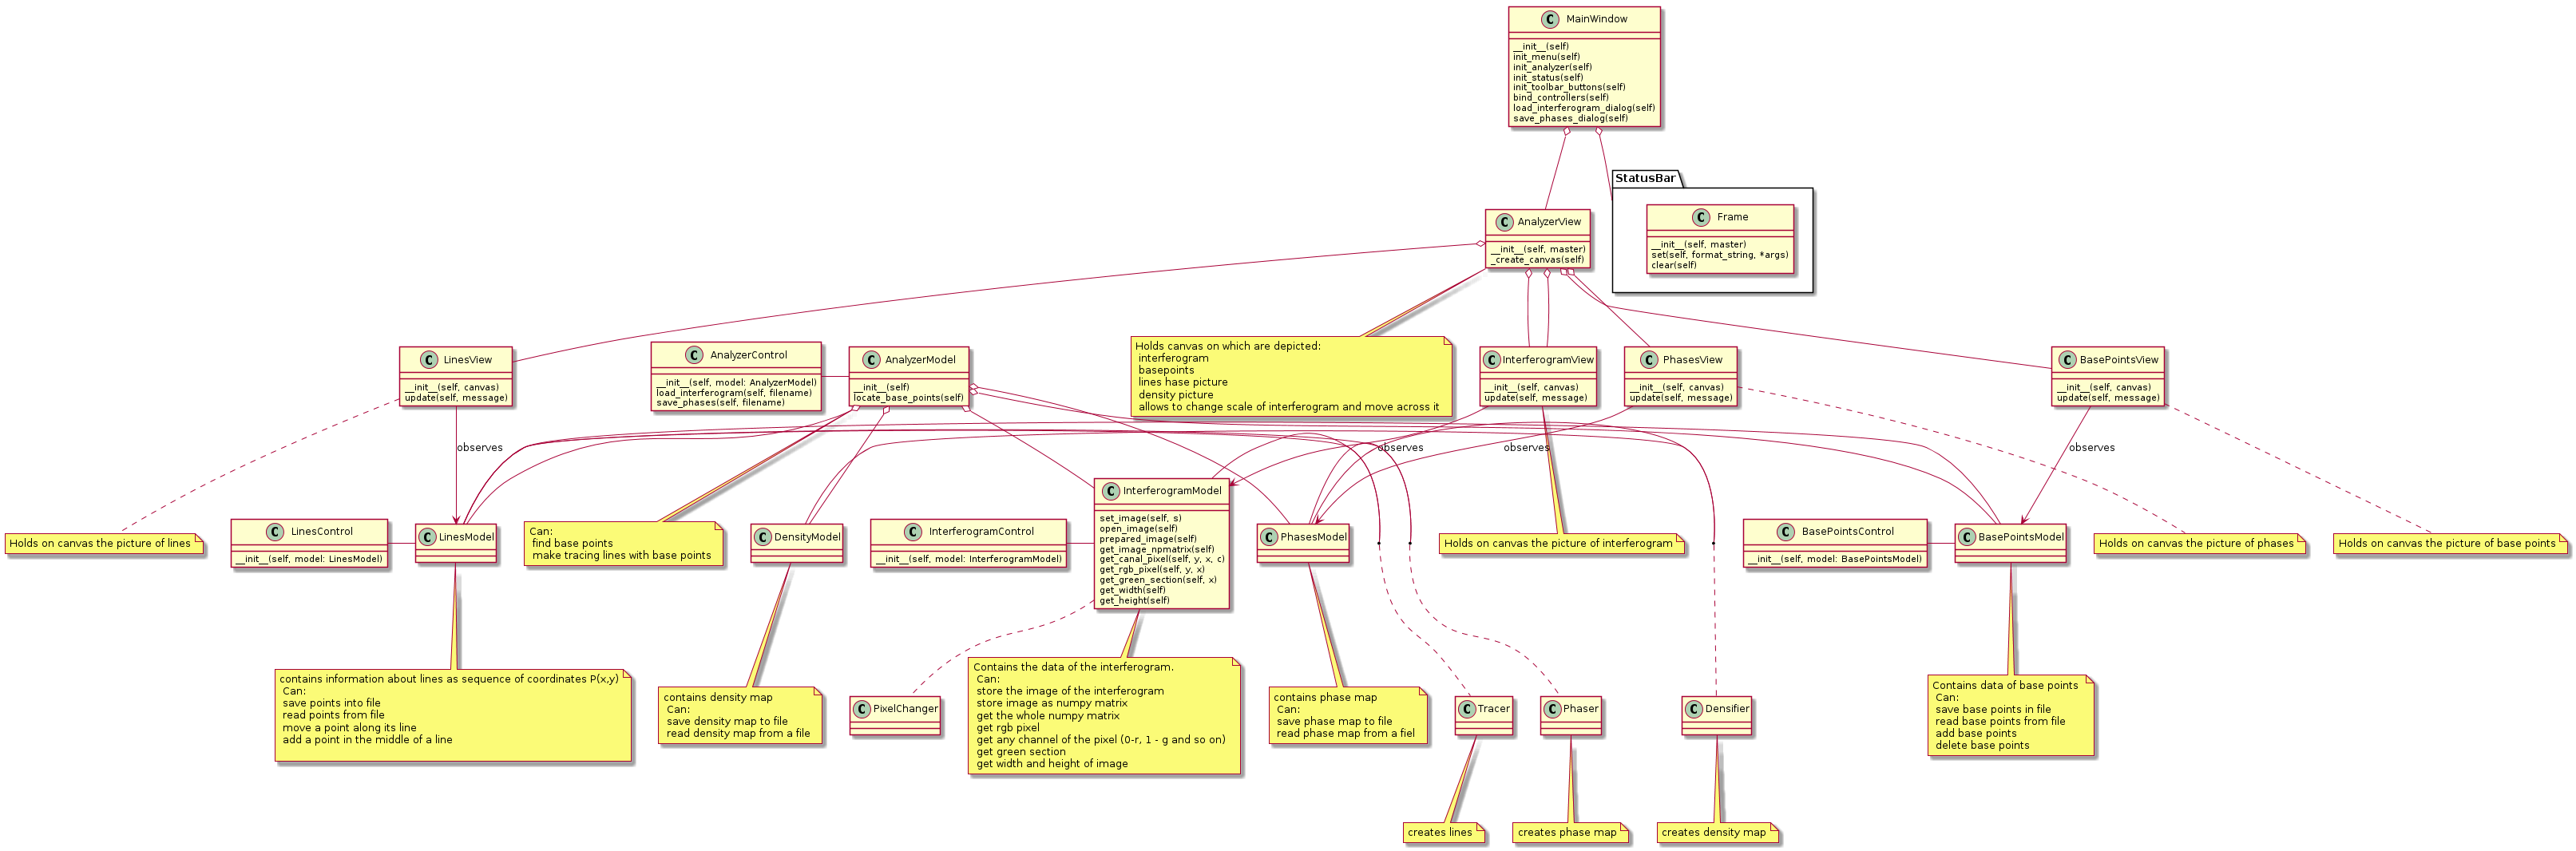 MainWindow
__init__(self)
init_menu(self)
init_analyzer(self)
init_status(self)
init_toolbar_buttons(self)
bind_controllers(self)
load_interferogram_dialog(self)
save_phases_dialog(self)
StatusBar
Frame
__init__(self, master)
set(self, format_string, *args)
clear(self)
AnalyzerView
__init__(self, master)
_create_canvas(self)
LinesView
__init__(self, canvas)
update(self, message)
AnalyzerControl
__init__(self, model: AnalyzerModel)
load_interferogram(self, filename)
save_phases(self, filename)
AnalyzerModel
__init__(self)
locate_base_points(self)
Holds canvas on which are depicted:
interferogram
basepoints
lines hase picture
density picture
allows to change scale of interferogram and move across it
InterferogramView
__init__(self, canvas)
update(self, message)
PhasesView
__init__(self, canvas)
update(self, message)
BasePointsView
__init__(self, canvas)
update(self, message)
observes
observes
observes
observes
Holds on canvas the picture of lines
LinesControl
__init__(self, model: LinesModel)
LinesModel
Can:
find base points
make tracing lines with base points
DensityModel
InterferogramControl
__init__(self, model: InterferogramModel)
InterferogramModel
set_image(self, s)
open_image(self)
prepared_image(self)
get_image_npmatrix(self)
get_canal_pixel(self, y, x, c)
get_rgb_pixel(self, y, x)
get_green_section(self, x)
get_width(self)
get_height(self)
PhasesModel
Holds on canvas the picture of interferogram
BasePointsControl
__init__(self, model: BasePointsModel)
BasePointsModel
Holds on canvas the picture of phases
Holds on canvas the picture of base points
contains information about lines as sequence of coordinates P(x,y)
Can:
save points into file
read points from file
move a point along its line
add a point in the middle of a line
contains density map
Can:
save density map to file
read density map from a file
PixelChanger
Contains the data of the interferogram.
Can:
store the image of the interferogram
store image as numpy matrix
get the whole numpy matrix
get rgb pixel
get any channel of the pixel (0-r, 1 - g and so on)
get green section
get width and height of image
contains phase map
Can:
save phase map to file
read phase map from a fiel
Tracer
Phaser
Densifier
Contains data of base points
Can:
save base points in file
read base points from file
add base points
delete base points
creates lines
creates phase map
creates density map